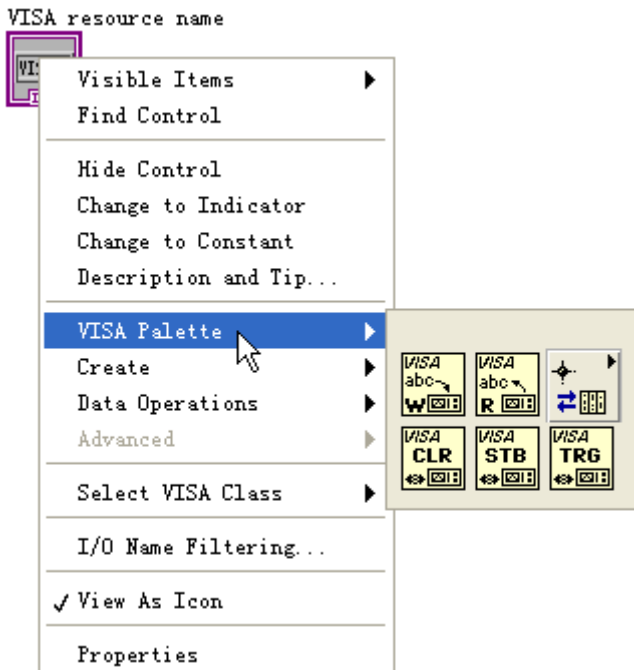 VISA resource name
VI
Visible Items
Find Control
Hide Control
Change to Indicator
Change to Constant
Description and Tip...
VISA Palette
Create
Data Operations
Advanced
Select VISA Class
I/O Name Filtering...
View As Icon
Properties
VISA abc W
VISA abc R
VISA CLR
VISA STB
VISA TRG